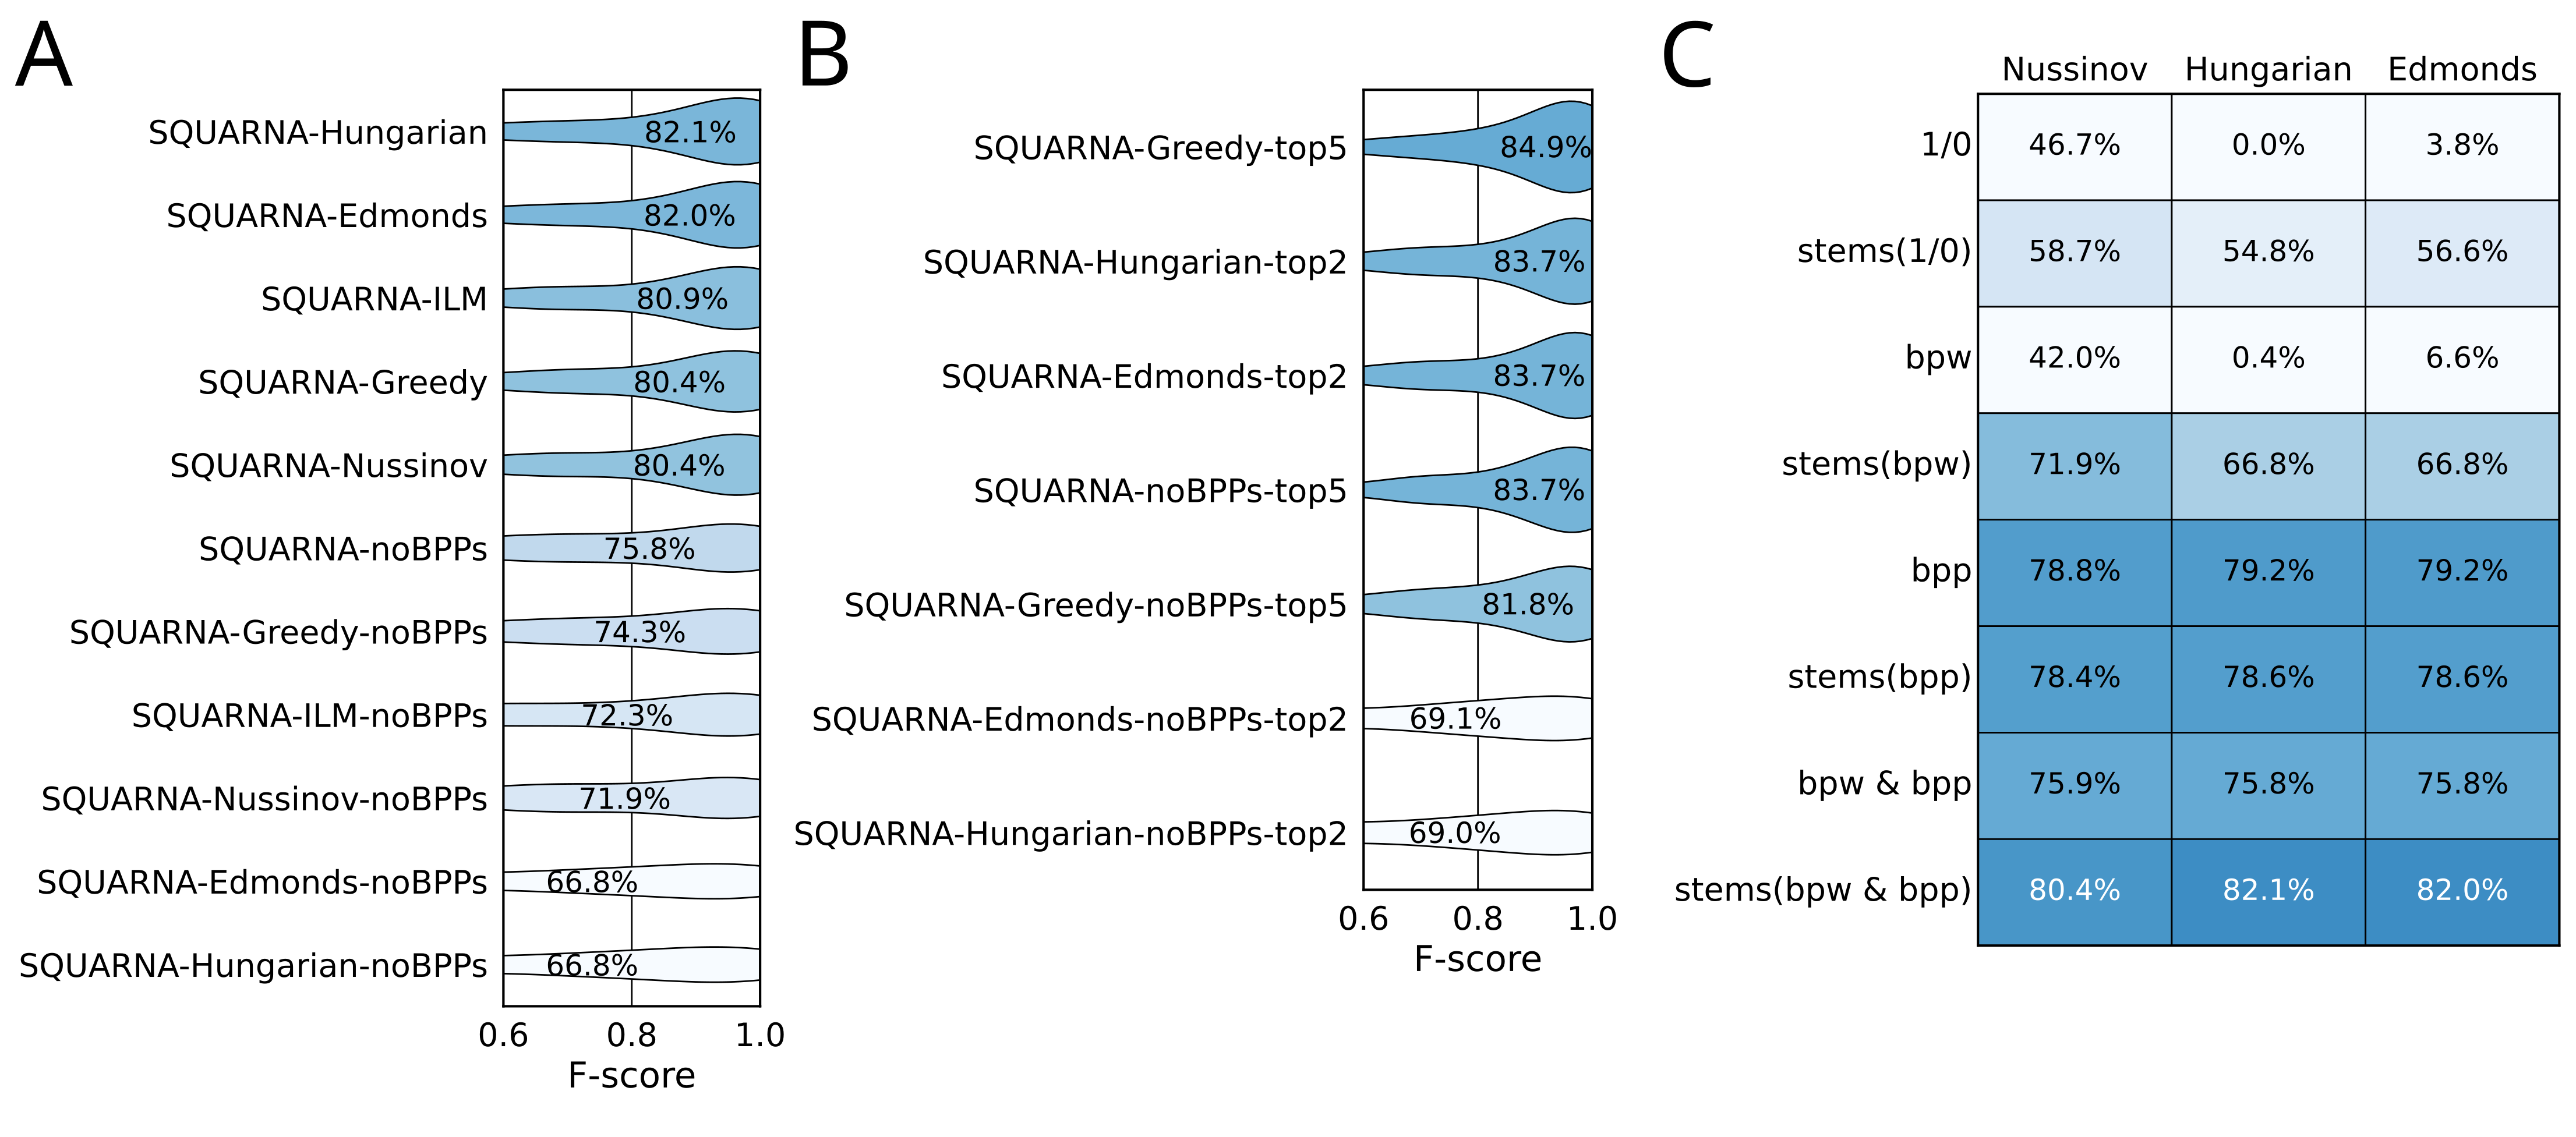 A
SQUARNA-Hungarian 82.1%
SQUARNA-Edmonds 82.0%
SQUARNA-ILM 80.9%
SQUARNA-Greedy 80.4%
SQUARNA-Nussinov 80.4%
SQUARNA-noBPPs 75.8%
SQUARNA-Greedy-noBPPs 74.3%
SQUARNA-ILM-noBPPs 72.3%
SQUARNA-Nussinov-noBPPs 71.9%
SQUARNA-Edmonds-noBPPs 66.8%
SQUARNA-Hungarian-noBPPs 66.8%
0.6 0.8 1.0
F-score
B
SQUARNA-Greedy-top5 84.9%
SQUARNA-Hungarian-top2 83.7%
SQUARNA-Edmonds-top2 83.7%
SQUARNA-noBPPs-top5 83.7%
SQUARNA-Greedy-noBPPs-top5 81.8%
SQUARNA-Edmonds-noBPPs-top2 69.1%
SQUARNA-Hungarian-noBPPs-top2 69.0%
0.6 0.8 1.0
F-score
C
Nussinov Hungarian Edmonds
1/0 46.7% 0.0% 3.8%
stems(1/0) 58.7% 54.8% 56.6%
bpw 42.0% 0.4% 6.6%
stems(bpw) 71.9% 66.8% 66.8%
bpp 78.8% 79.2% 79.2%
stems(bpp) 78.4% 78.6% 78.6%
bpw & bpp 75.9% 75.8% 75.8%
stems(bpw & bpp) 80.4% 82.1% 82.0%